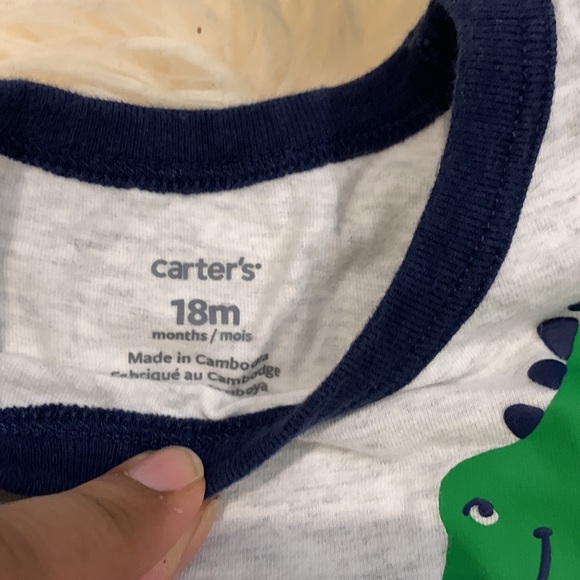 carter's
18m
months / mois
Made in Cambodia
Fabriqué au Cambodge